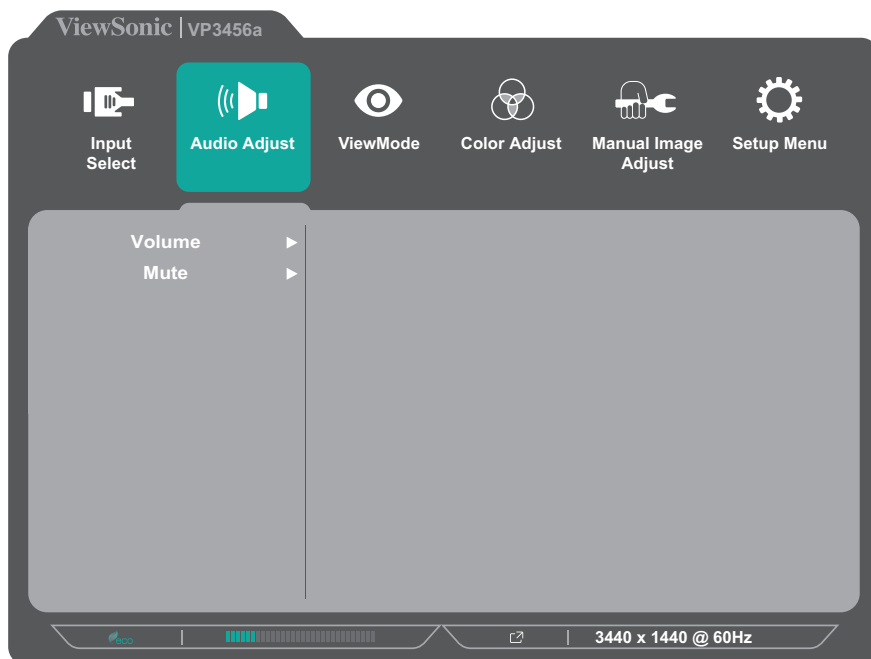 ViewSonic | VP3456a
Input
Select
Audio Adjust
ViewMode
Color Adjust
Manual Image
Adjust
Setup Menu
Volume
Mute
eco
3440 x 1440 @ 60Hz